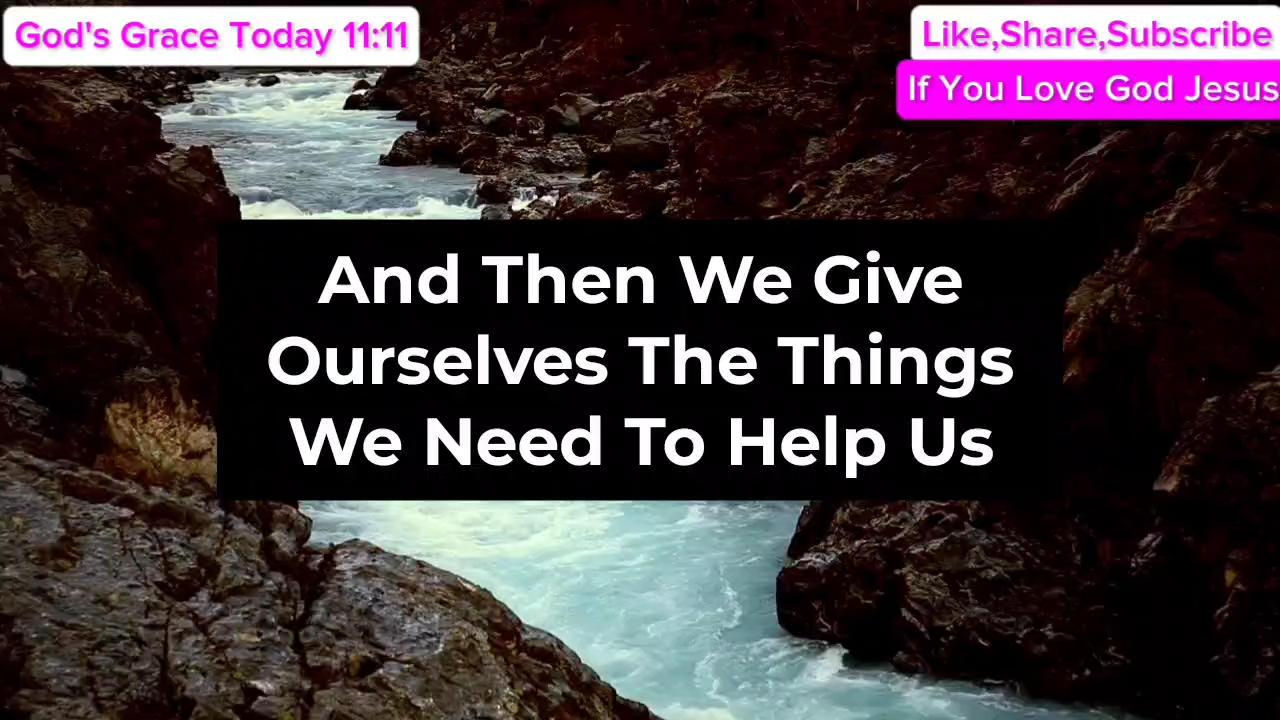 God's Grace Today 11:11
Like,Share,Subscribe
If You Love God Jesus
And Then We Give
Ourselves The Things
We Need To Help Us